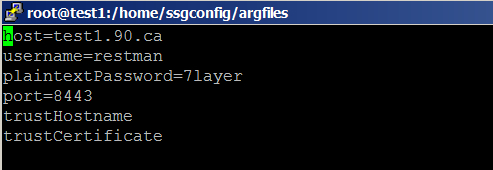 root@test1:/home/ssgconfig/argfiles
host=test1.90.ca
username=restman
plaintextPassword=7layer
port=8443
trustHostname
trustCertificate